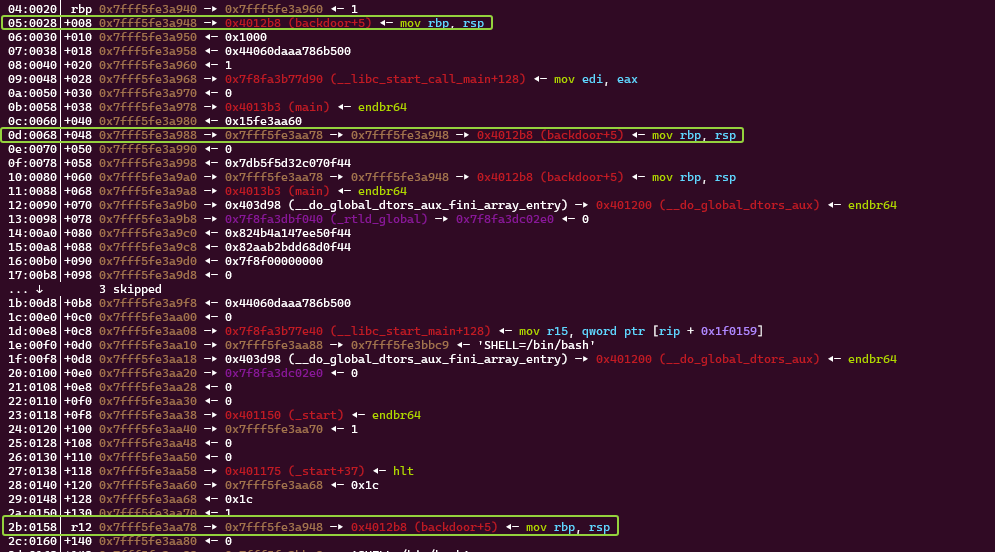 04:0020│ rbp 0x7fff5fe3a940 —▸ 0x7fff5fe3a960 ◂— 1
05:0028│+008 0x7fff5fe3a948 —▸ 0x4012b8 (backdoor+5) ◂— mov rbp, rsp
06:0030│+010 0x7fff5fe3a950 ◂— 0x1000
07:0038│+018 0x7fff5fe3a958 ◂— 0x44060daaa786b500
08:0040│+020 0x7fff5fe3a960 ◂— 1
09:0048│+028 0x7fff5fe3a968 —▸ 0x7f8fa3b77d90 (__libc_start_call_main+128) ◂— mov edi, eax
0a:0050│+030 0x7fff5fe3a970 ◂— 0
0b:0058│+038 0x7fff5fe3a978 —▸ 0x4013b3 (main) ◂— endbr64
0c:0060│+040 0x7fff5fe3a980 ◂— 0x15fe3aa60
0d:0068│+048 0x7fff5fe3a988 —▸ 0x7fff5fe3aa78 —▸ 0x7fff5fe3a948 —▸ 0x4012b8 (backdoor+5) ◂— mov rbp, rsp
0e:0070│+050 0x7fff5fe3a990 ◂— 0
0f:0078│+058 0x7fff5fe3a998 ◂— 0x7db5f5d32c070f44
10:0080│+060 0x7fff5fe3a9a0 —▸ 0x7fff5fe3aa78 —▸ 0x7fff5fe3a948 —▸ 0x4012b8 (backdoor+5) ◂— mov rbp, rsp
11:0088│+068 0x7fff5fe3a9a8 —▸ 0x4013b3 (main) ◂— endbr64
12:0090│+070 0x7fff5fe3a9b0 —▸ 0x403d98 (__do_global_dtors_aux_fini_array_entry) —▸ 0x401200 (__do_global_dtors_aux) ◂— endbr64
13:0098│+078 0x7fff5fe3a9b8 —▸ 0x7f8fa3dbf040 (_rtld_global) —▸ 0x7f8fa3dc02e0 ◂— 0
14:00a0│+080 0x7fff5fe3a9c0 ◂— 0x824b4a147ee50f44
15:00a8│+088 0x7fff5fe3a9c8 ◂— 0x82aab2bdd68d0f44
16:00b0│+090 0x7fff5fe3a9d0 ◂— 0x7f8f00000000
17:00b8│+098 0x7fff5fe3a9d8 ◂— 0
... ↓ 3 skipped
1b:00d8│+0b8 0x7fff5fe3a9f8 ◂— 0x44060daaa786b500
1c:00e0│+0c0 0x7fff5fe3aa00 ◂— 0
1d:00e8│+0c8 0x7fff5fe3aa08 —▸ 0x7f8fa3b77e40 (__libc_start_main+128) ◂— mov r15, qword ptr [rip + 0x1f0159]
1e:00f0│+0d0 0x7fff5fe3aa10 —▸ 0x7fff5fe3aa88 —▸ 0x7fff5fe3bbc9 ◂— 'SHELL=/bin/bash'
1f:00f8│+0d8 0x7fff5fe3aa18 —▸ 0x403d98 (__do_global_dtors_aux_fini_array_entry) —▸ 0x401200 (__do_global_dtors_aux) ◂— endbr64
20:0100│+0e0 0x7fff5fe3aa20 —▸ 0x7f8fa3dc02e0 ◂— 0
21:0108│+0e8 0x7fff5fe3aa28 ◂— 0
22:0110│+0f0 0x7fff5fe3aa30 ◂— 0
23:0118│+0f8 0x7fff5fe3aa38 —▸ 0x401150 (_start) ◂— endbr64
24:0120│+100 0x7fff5fe3aa40 —▸ 0x7fff5fe3aa70 ◂— 1
25:0128│+108 0x7fff5fe3aa48 ◂— 0
26:0130│+110 0x7fff5fe3aa50 ◂— 0
27:0138│+118 0x7fff5fe3aa58 —▸ 0x401175 (_start+37) ◂— hlt
28:0140│+120 0x7fff5fe3aa60 —▸ 0x7fff5fe3aa68 ◂— 0x1c
29:0148│+128 0x7fff5fe3aa68 ◂— 0x1c
2a:0150│+130 0x7fff5fe3aa70 ◂— 1
2b:0158│ r12 0x7fff5fe3aa78 —▸ 0x7fff5fe3a948 —▸ 0x4012b8 (backdoor+5) ◂— mov rbp, rsp
2c:0160│+140 0x7fff5fe3aa80 ◂— 0